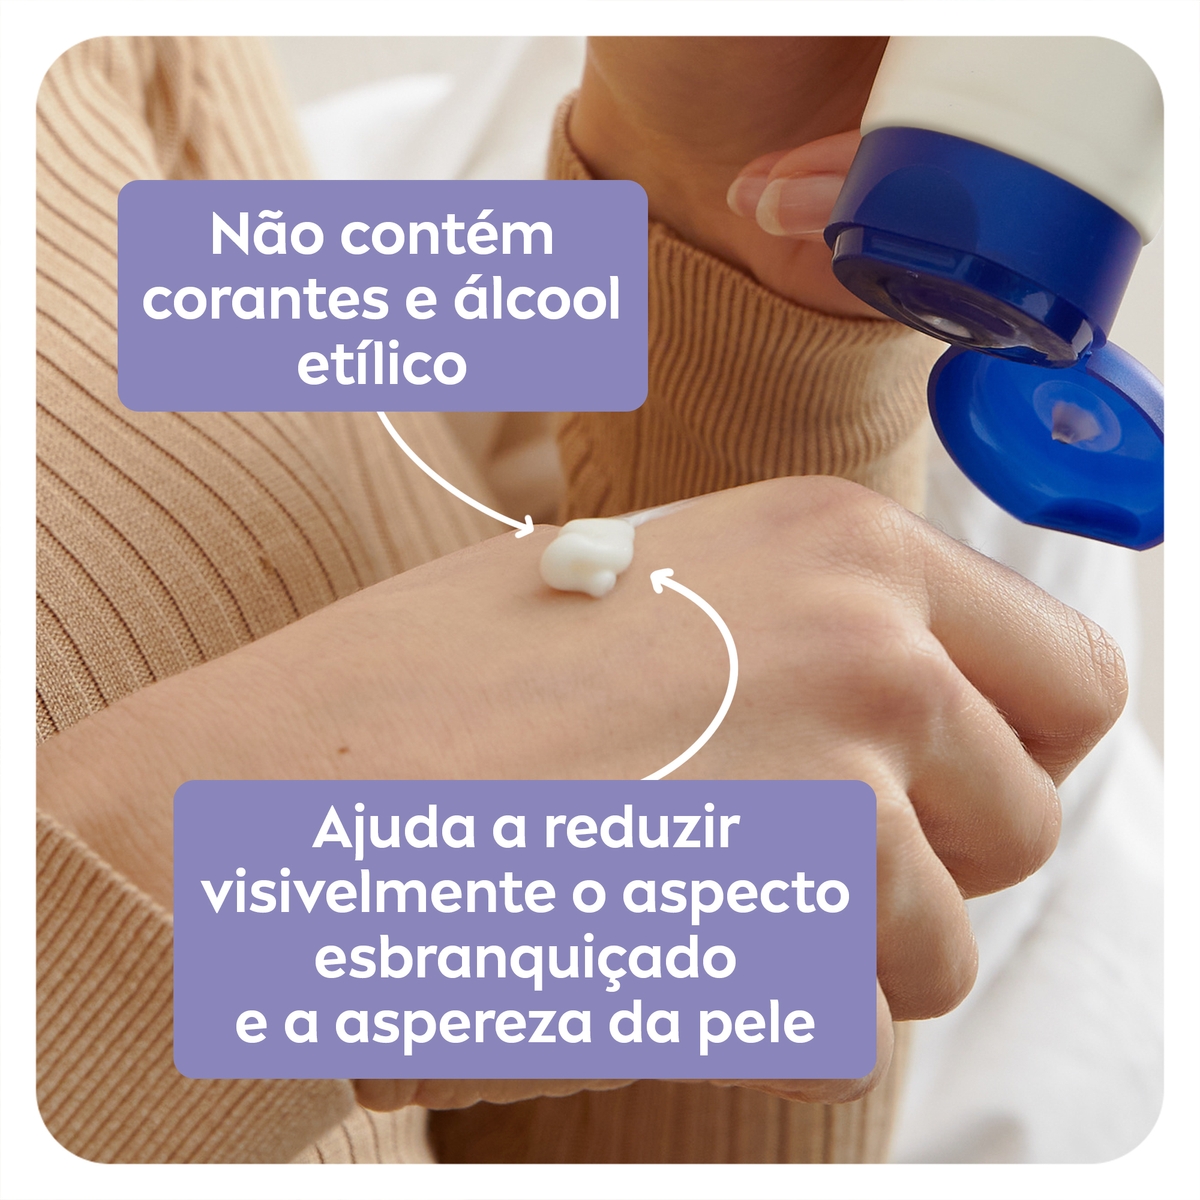 Não contém
corantes e álcool
etílico
Ajuda a reduzir
visivelmente o aspecto
esbranquiçado
e a aspereza da pele